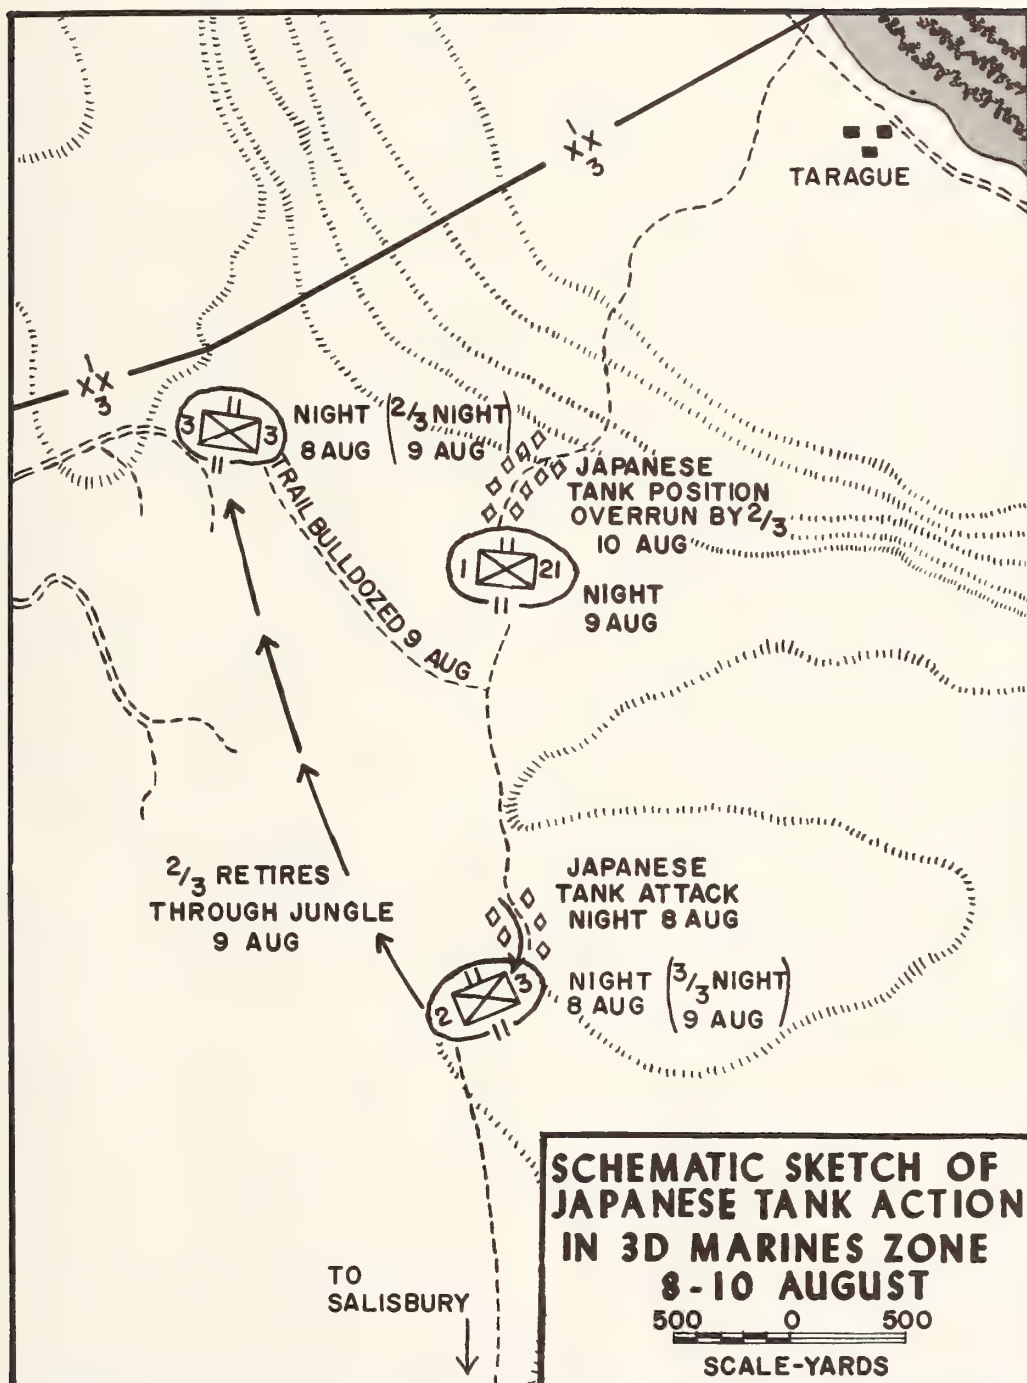 1
XX
3
TARAGUE
1
XX
3
3 3
NIGHT
8 AUG
(2/3 NIGHT
9 AUG)
TRAIL BULLDOZED 9 AUG
JAPANESE
TANK POSITION
OVERRUN BY 2/3
10 AUG
1 21
NIGHT
9 AUG
2/3 RETIRES
THROUGH JUNGLE
9 AUG
JAPANESE
TANK ATTACK
NIGHT 8 AUG
2 3
NIGHT
8 AUG
(3/3 NIGHT
9 AUG)
TO
SALISBURY
SCHEMATIC SKETCH OF
JAPANESE TANK ACTION
IN 3D MARINES ZONE
8-10 AUGUST
500 0 500
SCALE-YARDS